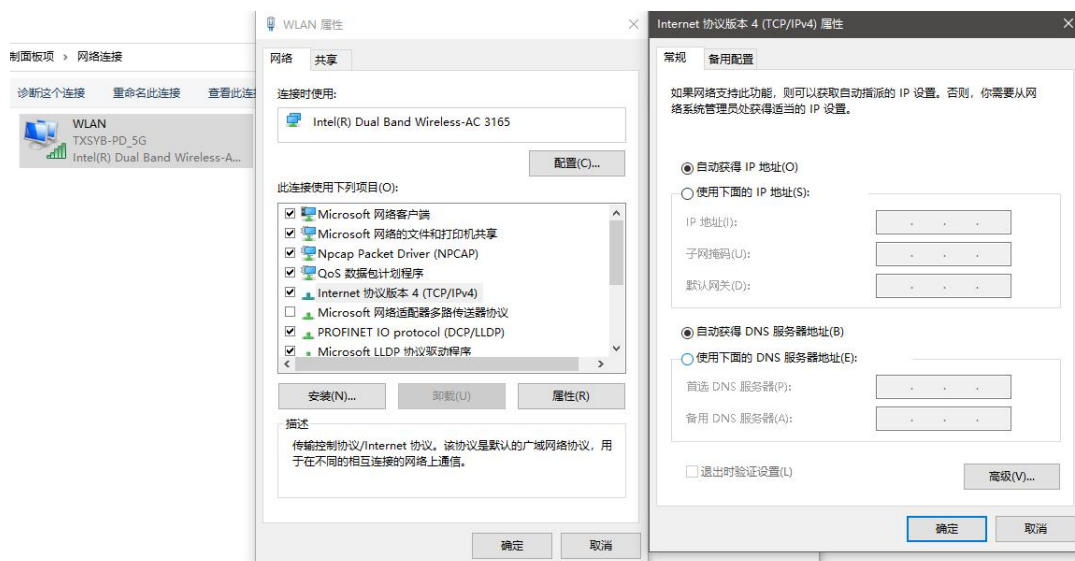 制面板项 › 网络连接
诊断这个连接 重命名此连接 查看此连
WLAN
TXSYB-PD_5G
Intel(R) Dual Band Wireless-A...
WLAN 属性
网络 共享
连接时使用:
Intel(R) Dual Band Wireless-AC 3165
配置(C)...
此连接使用下列项目(O):
Microsoft 网络客户端
Microsoft 网络的文件和打印机共享
Npcap Packet Driver (NPCAP)
QoS 数据包计划程序
Internet 协议版本 4 (TCP/IPv4)
Microsoft 网络适配器多路传送器协议
PROFINET IO protocol (DCP/LLDP)
Microsoft LLDP 协议驱动程序
安装(N)... 卸载(U) 属性(R)
描述
传输控制协议/Internet 协议。该协议是默认的广域网络协议，用
于在不同的相互连接的网络上通信。
确定 取消
Internet 协议版本 4 (TCP/IPv4) 属性
常规 备用配置
如果网络支持此功能，则可以获取自动指派的 IP 设置。否则，你需要从网
络系统管理员处获得适当的 IP 设置。
自动获得 IP 地址(O)
使用下面的 IP 地址(S):
IP 地址(I):
子网掩码(U):
默认网关(D):
自动获得 DNS 服务器地址(B)
使用下面的 DNS 服务器地址(E):
首选 DNS 服务器(P):
备用 DNS 服务器(A):
退出时验证设置(L)
高级(V)...
确定 取消